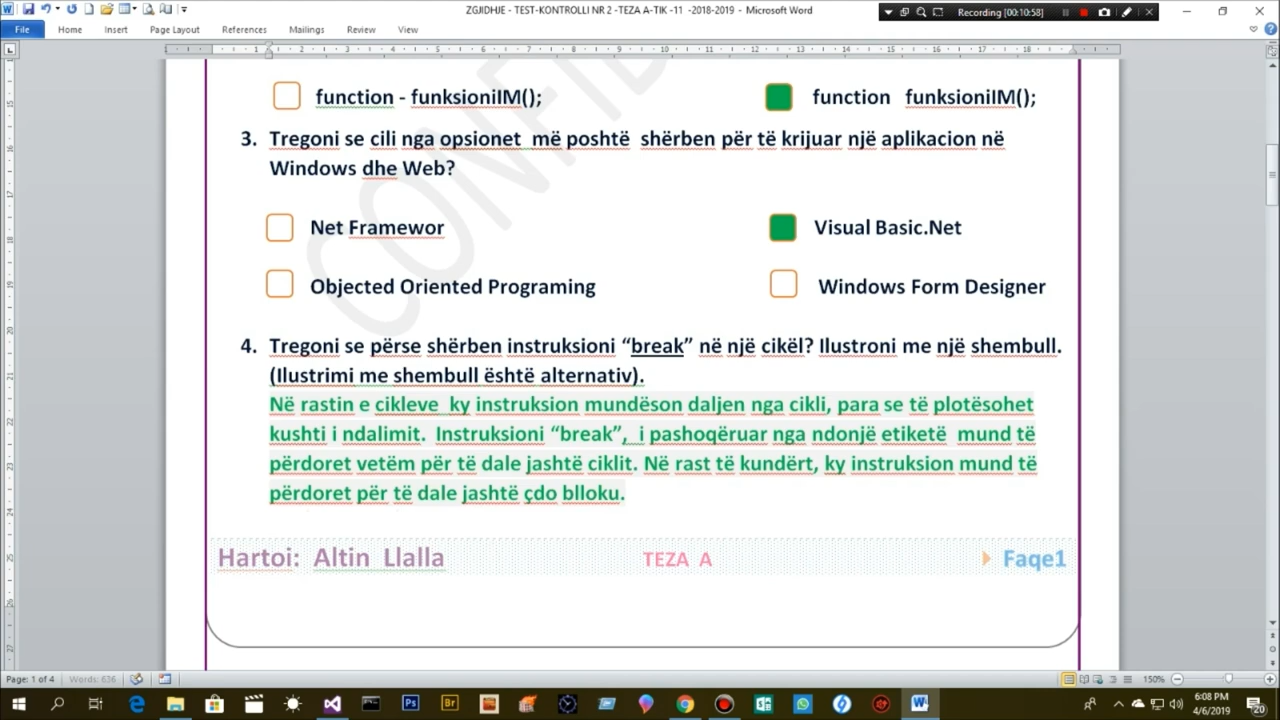 ZGJIDHJE - TEST-KONTROLLI NR 2 -TEZA A-TIK -11 -2018-2019 - Microsoft Word
Recording [00:10:58]
File Home Insert Page Layout References Mailings Review View
function - funksioniIM(); function funksioniIM();
3. Tregoni se cili nga opsionet më poshtë shërben për të krijuar një aplikacion në
Windows dhe Web?
Net Framewor Visual Basic.Net
Objected Oriented Programing Windows Form Designer
4. Tregoni se përse shërben instruksioni “break” në një cikël? Ilustroni me një shembull.
(Ilustrimi me shembull është alternativ).
Në rastin e cikleve ky instruksion mundëson daljen nga cikli, para se të plotësohet
kushti i ndalimit. Instruksioni “break”, i pashoqëruar nga ndonjë etiketë mund të
përdoret vetëm për të dale jashtë ciklit. Në rast të kundërt, ky instruksion mund të
përdoret për të dale jashtë çdo blloku.
Hartoi: Altin Llalla TEZA A Faqe1
Page: 1 of 4 Words: 636 150%
6:08 PM
4/6/2019
20